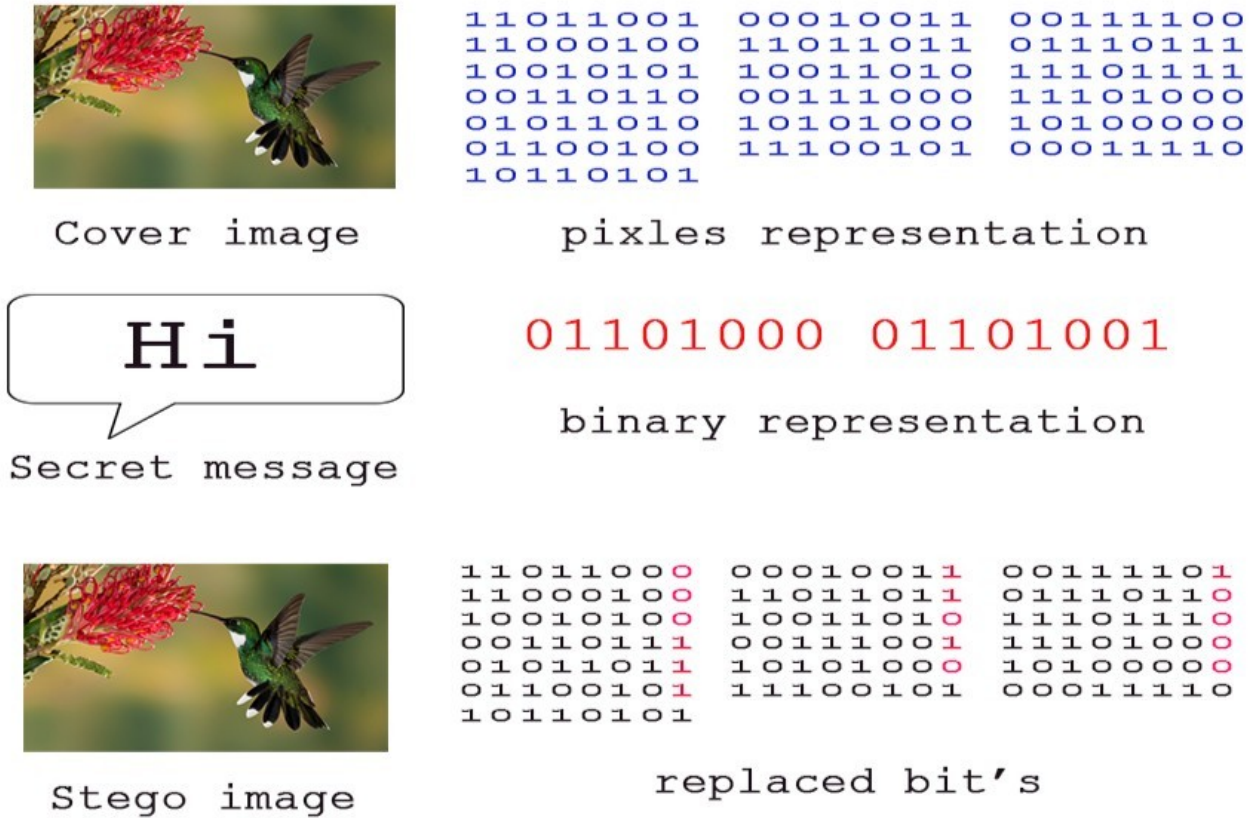 11011001 00010011 00111100
11000100 11011011 01110111
10010101 10011010 11101111
00110110 00111000 11101000
01011010 10101000 10100000
01100100 11100101 00011110
10110101
Cover image
pixles representation
Hi
01101000 01101001
binary representation
Secret message
11011000 00010011 00111101
11000100 11011011 01110110
10010100 10011010 11101110
00110111 00111001 11101000
01011011 10101000 10100000
01100101 11100101 00011110
10110101
Stego image
replaced bit's